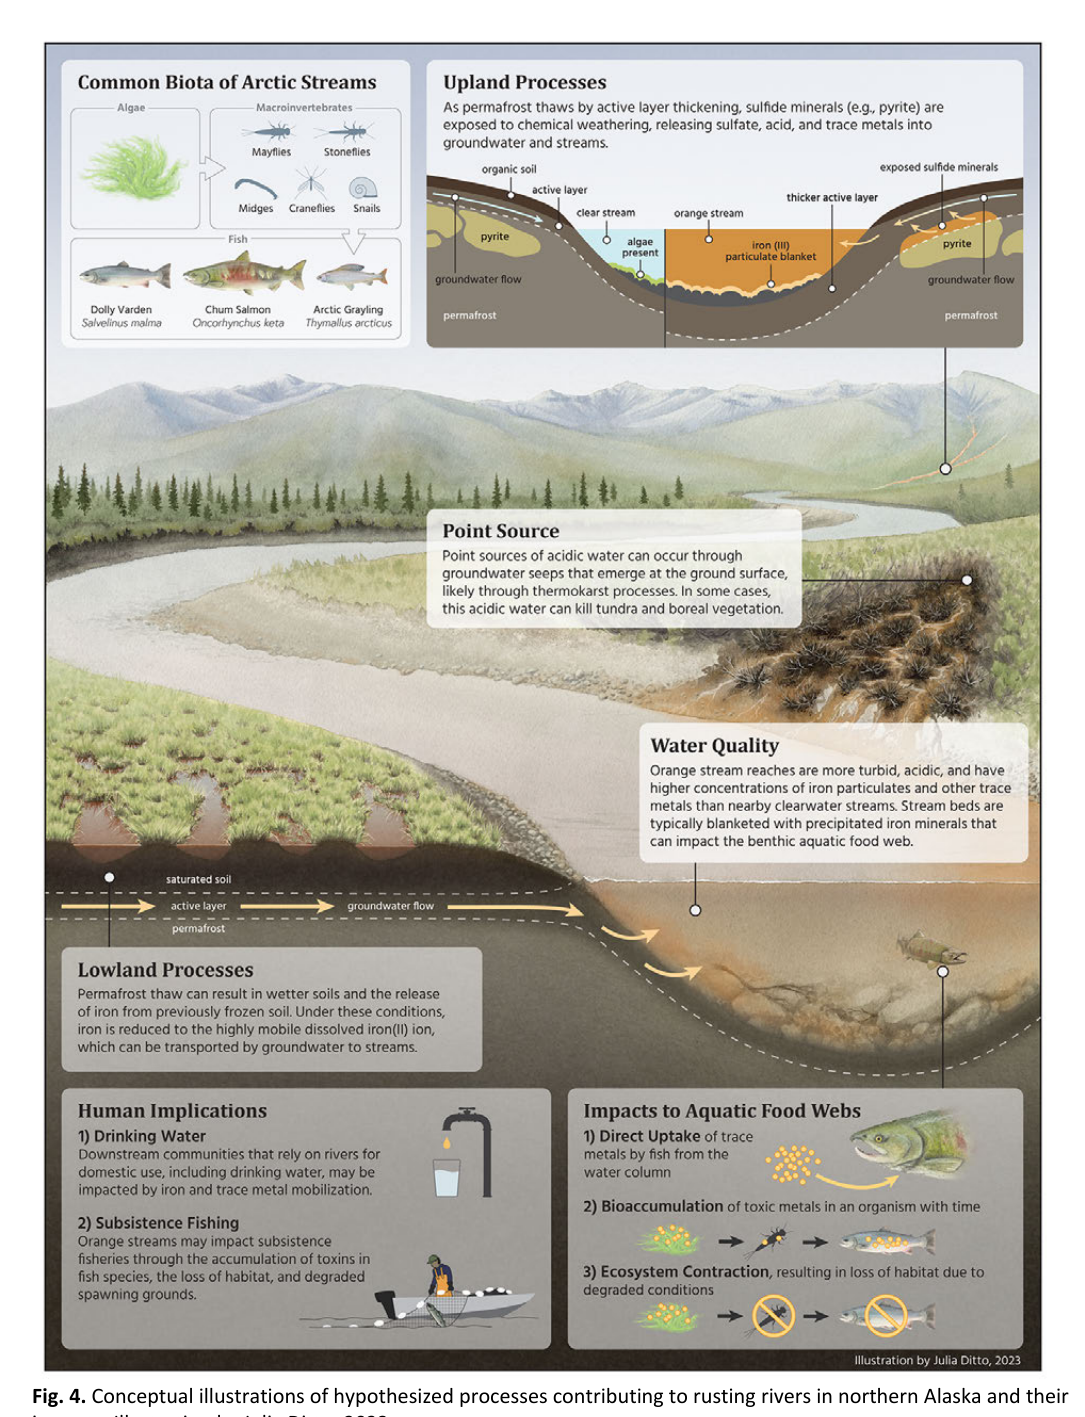 Common Biota of Arctic Streams
Algae
Macroinvertebrates
Mayflies
Stoneflies
Midges
Craneflies
Snails
Fish
Dolly Varden
Salvelinus malma
Chum Salmon
Oncorhynchus keta
Arctic Grayling
Thymallus arcticus
Upland Processes
As permafrost thaws by active layer thickening, sulfide minerals (e.g., pyrite) are
exposed to chemical weathering, releasing sulfate, acid, and trace metals into
groundwater and streams.
organic soil
active layer
clear stream
orange stream
exposed sulfide minerals
thicker active layer
pyrite
algae
present
iron (III)
particulate blanket
pyrite
groundwater flow
groundwater flow
permafrost
permafrost
Point Source
Point sources of acidic water can occur through
groundwater seeps that emerge at the ground surface,
likely through thermokarst processes. In some cases,
this acidic water can kill tundra and boreal vegetation.
Water Quality
Orange stream reaches are more turbid, acidic, and have
higher concentrations of iron particulates and other trace
metals than nearby clearwater streams. Stream beds are
typically blanketed with precipitated iron minerals that
can impact the benthic aquatic food web.
saturated soil
active layer
groundwater flow
permafrost
Lowland Processes
Permafrost thaw can result in wetter soils and the release
of iron from previously frozen soil. Under these conditions,
iron is reduced to the highly mobile dissolved iron(II) ion,
which can be transported by groundwater to streams.
Human Implications
1) Drinking Water
Downstream communities that rely on rivers for
domestic use, including drinking water, may be
impacted by iron and trace metal mobilization.
2) Subsistence Fishing
Orange streams may impact subsistence
fisheries through the accumulation of toxins in
fish species, the loss of habitat, and degraded
spawning grounds.
Impacts to Aquatic Food Webs
1) Direct Uptake of trace
metals by fish from the
water column
2) Bioaccumulation of toxic metals in an organism with time
3) Ecosystem Contraction, resulting in loss of habitat due to
degraded conditions
Illustration by Julia Ditto, 2023
Fig. 4. Conceptual illustrations of hypothesized processes contributing to rusting rivers in northern Alaska and their